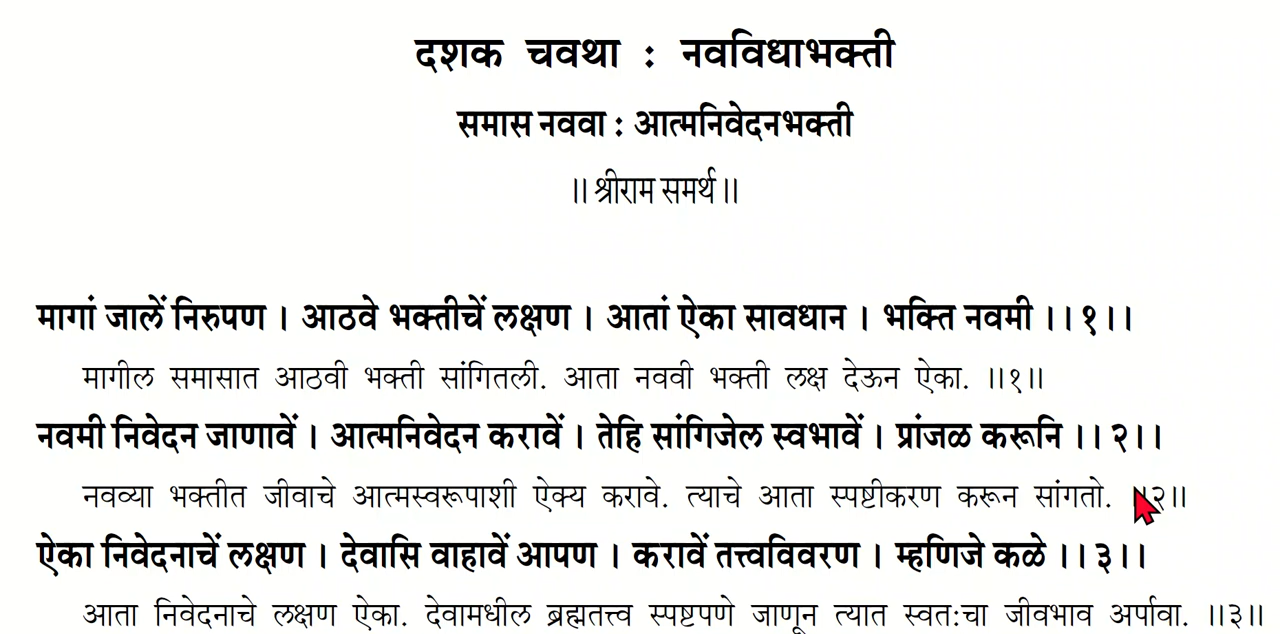 दशक चवथा : नवविधाभक्ती
समास नववा : आत्मनिवेदनभक्ती
॥ श्रीराम समर्थ ॥
मागां जालें निरुपण । आठवे भक्तीचें लक्षण । आतां ऐका सावधान । भक्ति नवमी ।।१।।
मागील समासात आठवी भक्ती सांगितली. आता नववी भक्ती लक्ष देऊन ऐका. ॥१॥
नवमी निवेदन जाणावें । आत्मनिवेदन करावें । तेहि सांगिजेल स्वभावें । प्रांजळ करूनि ।।२।।
नवव्या भक्तीत जीवाचे आत्मस्वरूपाशी ऐक्य करावे. त्याचे आता स्पष्टीकरण करून सांगतो. ॥२॥
ऐका निवेदनाचें लक्षण । देवासि वाहावें आपण । करावें तत्त्वविवरण । म्हणिजे कळे ।।३।।
आता निवेदनाचे लक्षण ऐका. देवामधील ब्रह्मतत्त्व स्पष्टपणे जाणून त्यात स्वत:चा जीवभाव अर्पावा. ॥३॥